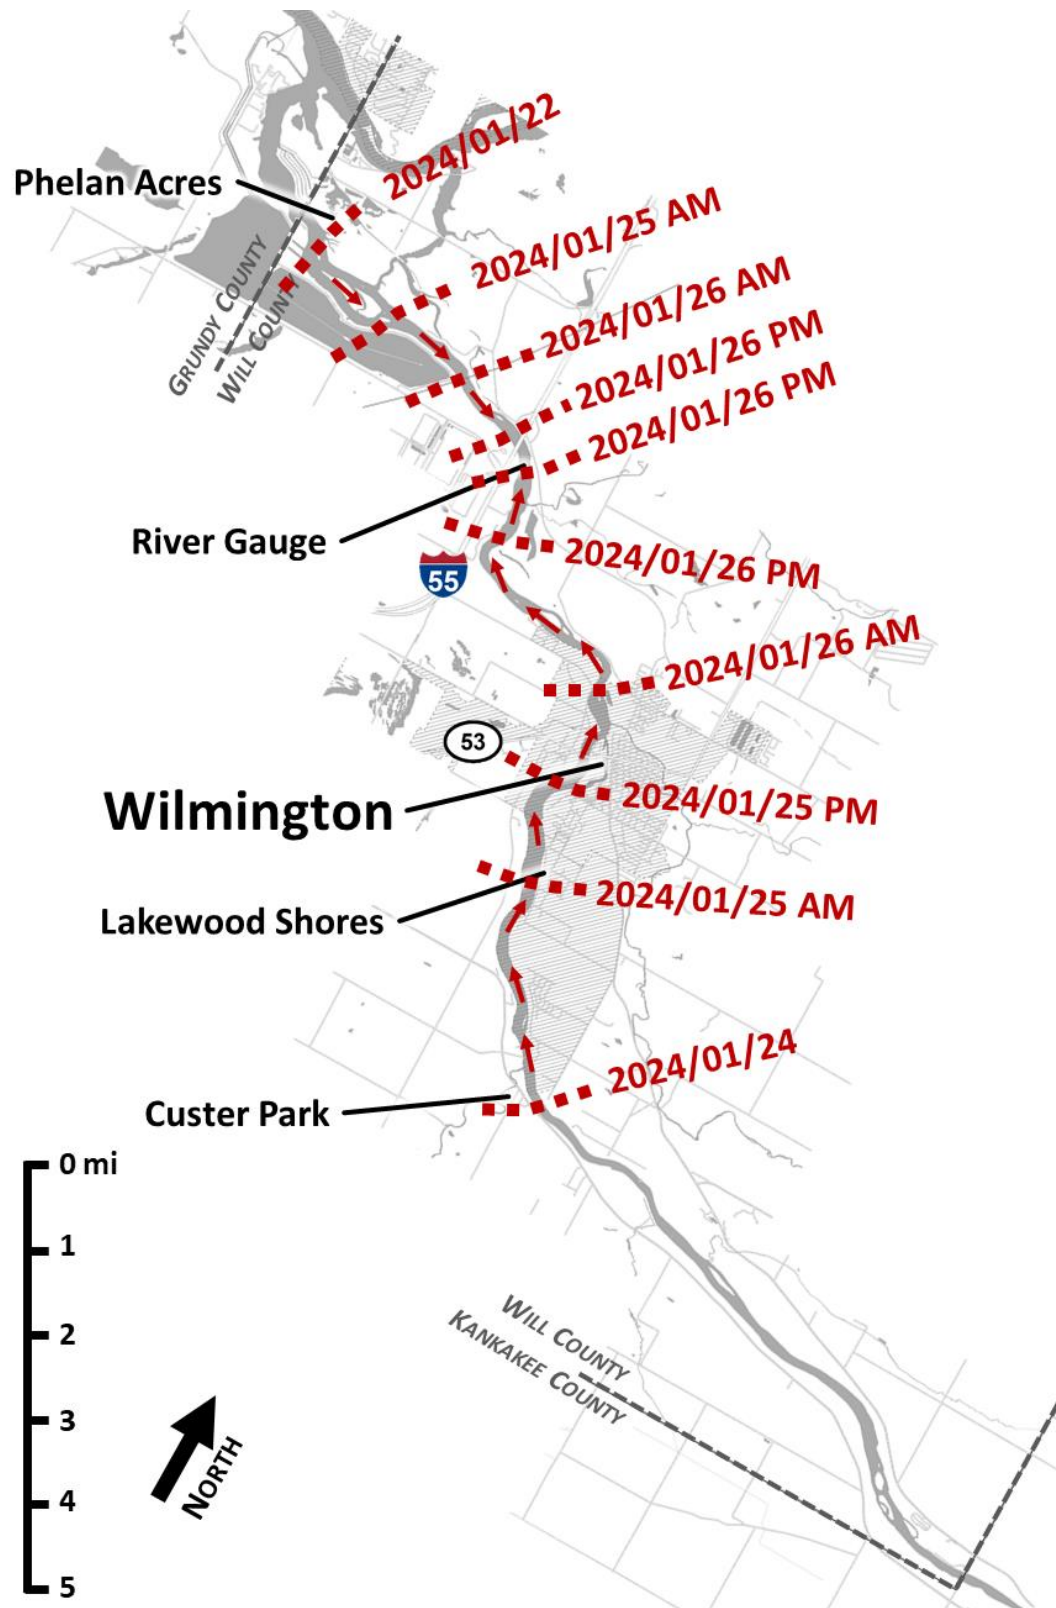 2024/01/22
Phelan Acres
2024/01/25 AM
GRUNDY COUNTY
WILL COUNTY
2024/01/26 AM
2024/01/26 PM
2024/01/26 PM
River Gauge
55
2024/01/26 PM
2024/01/26 AM
53
Wilmington
2024/01/25 PM
Lakewood Shores
2024/01/25 AM
2024/01/24
Custer Park
0 mi
1
2
3
4
5
WILL COUNTY
KANKAKEE COUNTY
NORTH